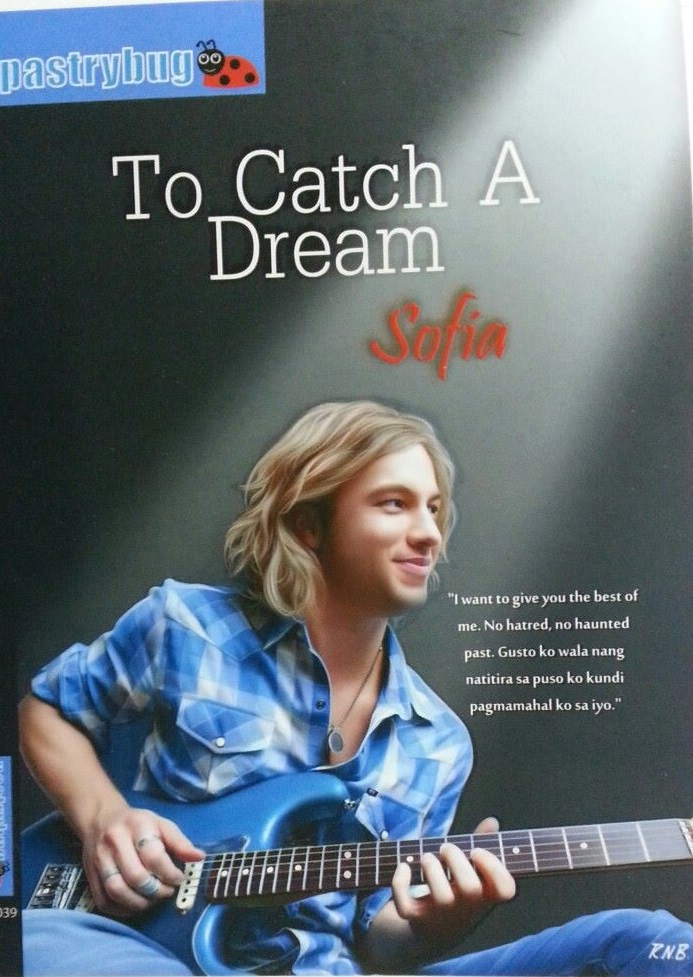 pastrybug
To Catch A
Dream
Sofia
"I want to give you the best of
me. No hatred, no haunted
past. Gusto ko wala nang
natitira sa puso ko kundi
pagmamahal ko sa iyo."
039
R.N.B